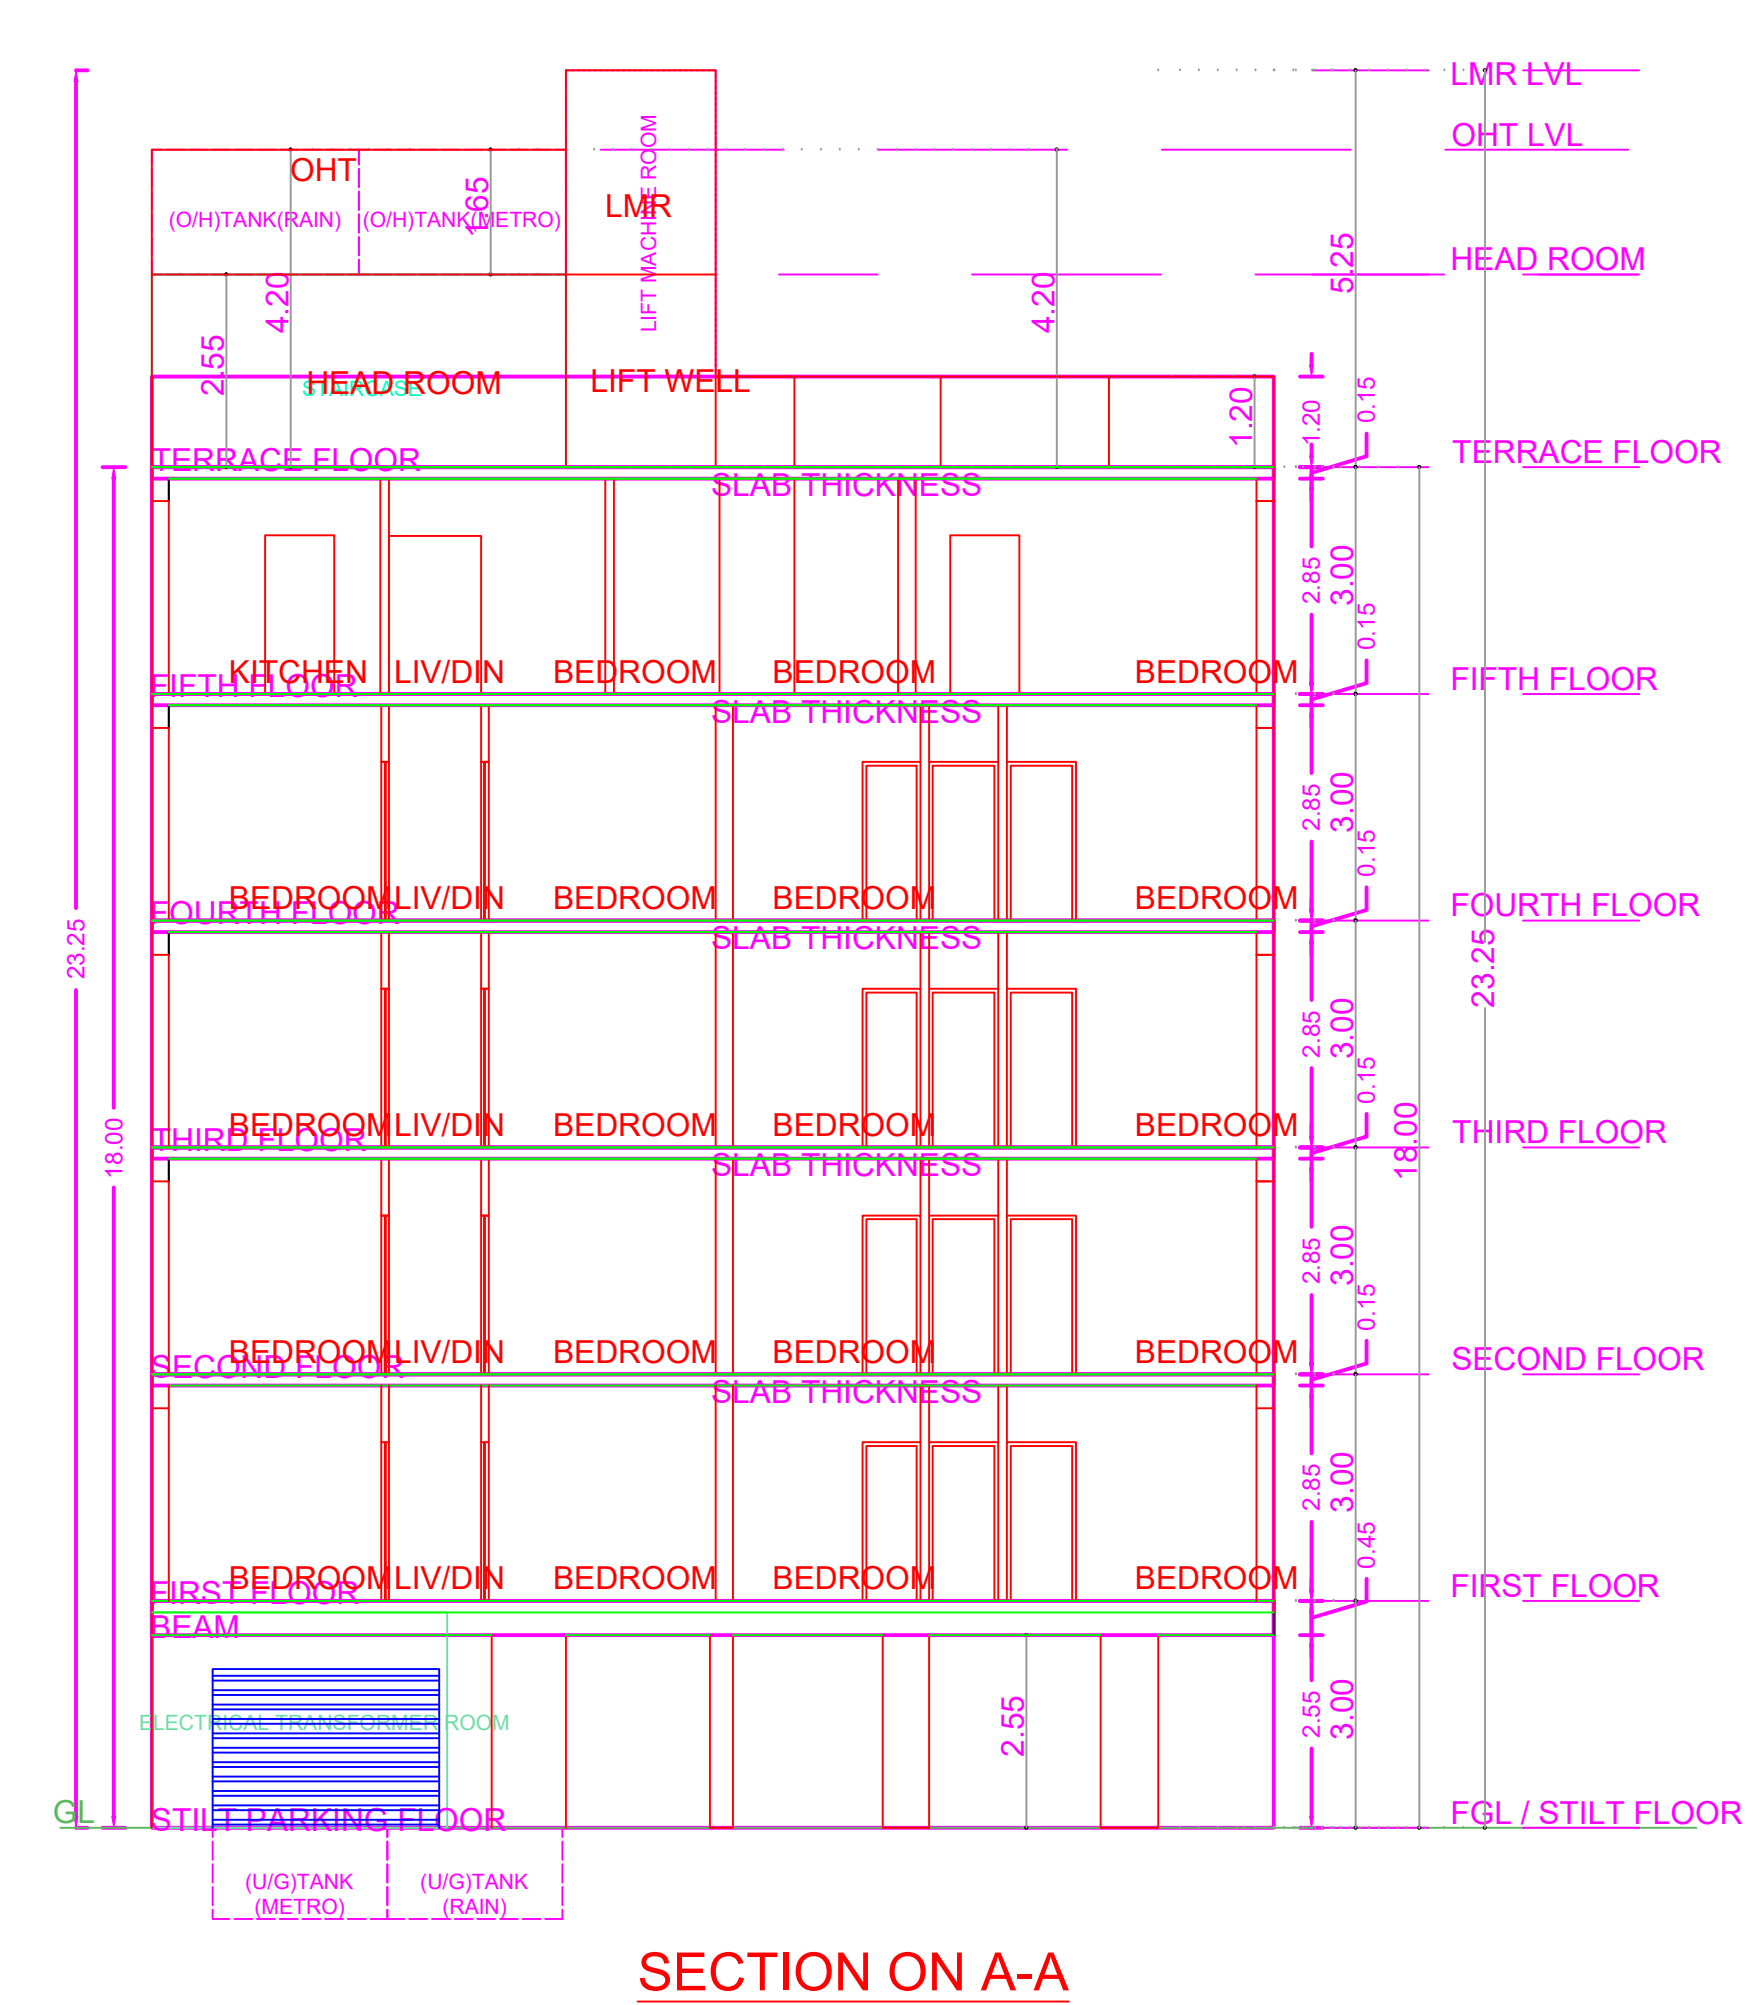 LMR LVL
OHT LVL
OHT
(O/H)TANK(RAIN)
(O/H)TANK(METRO)
1.65
LMR
LIFT MACHINE ROOM
HEAD ROOM
5.25
4.20
4.20
2.55
HEAD ROOM
STAIRCASE
LIFT WELL
1.20
1.20
0.15
TERRACE FLOOR
TERRACE FLOOR
SLAB THICKNESS
2.85
3.00
0.15
KITCHEN
LIV/DIN
BEDROOM
BEDROOM
BEDROOM
FIFTH FLOOR
FIFTH FLOOR
SLAB THICKNESS
2.85
3.00
0.15
BEDROOM
LIV/DIN
BEDROOM
BEDROOM
BEDROOM
FOURTH FLOOR
FOURTH FLOOR
SLAB THICKNESS
23.25
23.25
2.85
3.00
0.15
BEDROOM
LIV/DIN
BEDROOM
BEDROOM
BEDROOM
THIRD FLOOR
THIRD FLOOR
18.00
18.00
SLAB THICKNESS
2.85
3.00
0.15
BEDROOM
LIV/DIN
BEDROOM
BEDROOM
BEDROOM
SECOND FLOOR
SECOND FLOOR
SLAB THICKNESS
2.85
3.00
0.45
BEDROOM
LIV/DIN
BEDROOM
BEDROOM
BEDROOM
FIRST FLOOR
FIRST FLOOR
BEAM
ELECTRICAL TRANSFORMER ROOM
2.55
2.55
3.00
GL
STILT PARKING FLOOR
FGL / STILT FLOOR
(U/G)TANK
(METRO)
(U/G)TANK
(RAIN)
SECTION ON A-A